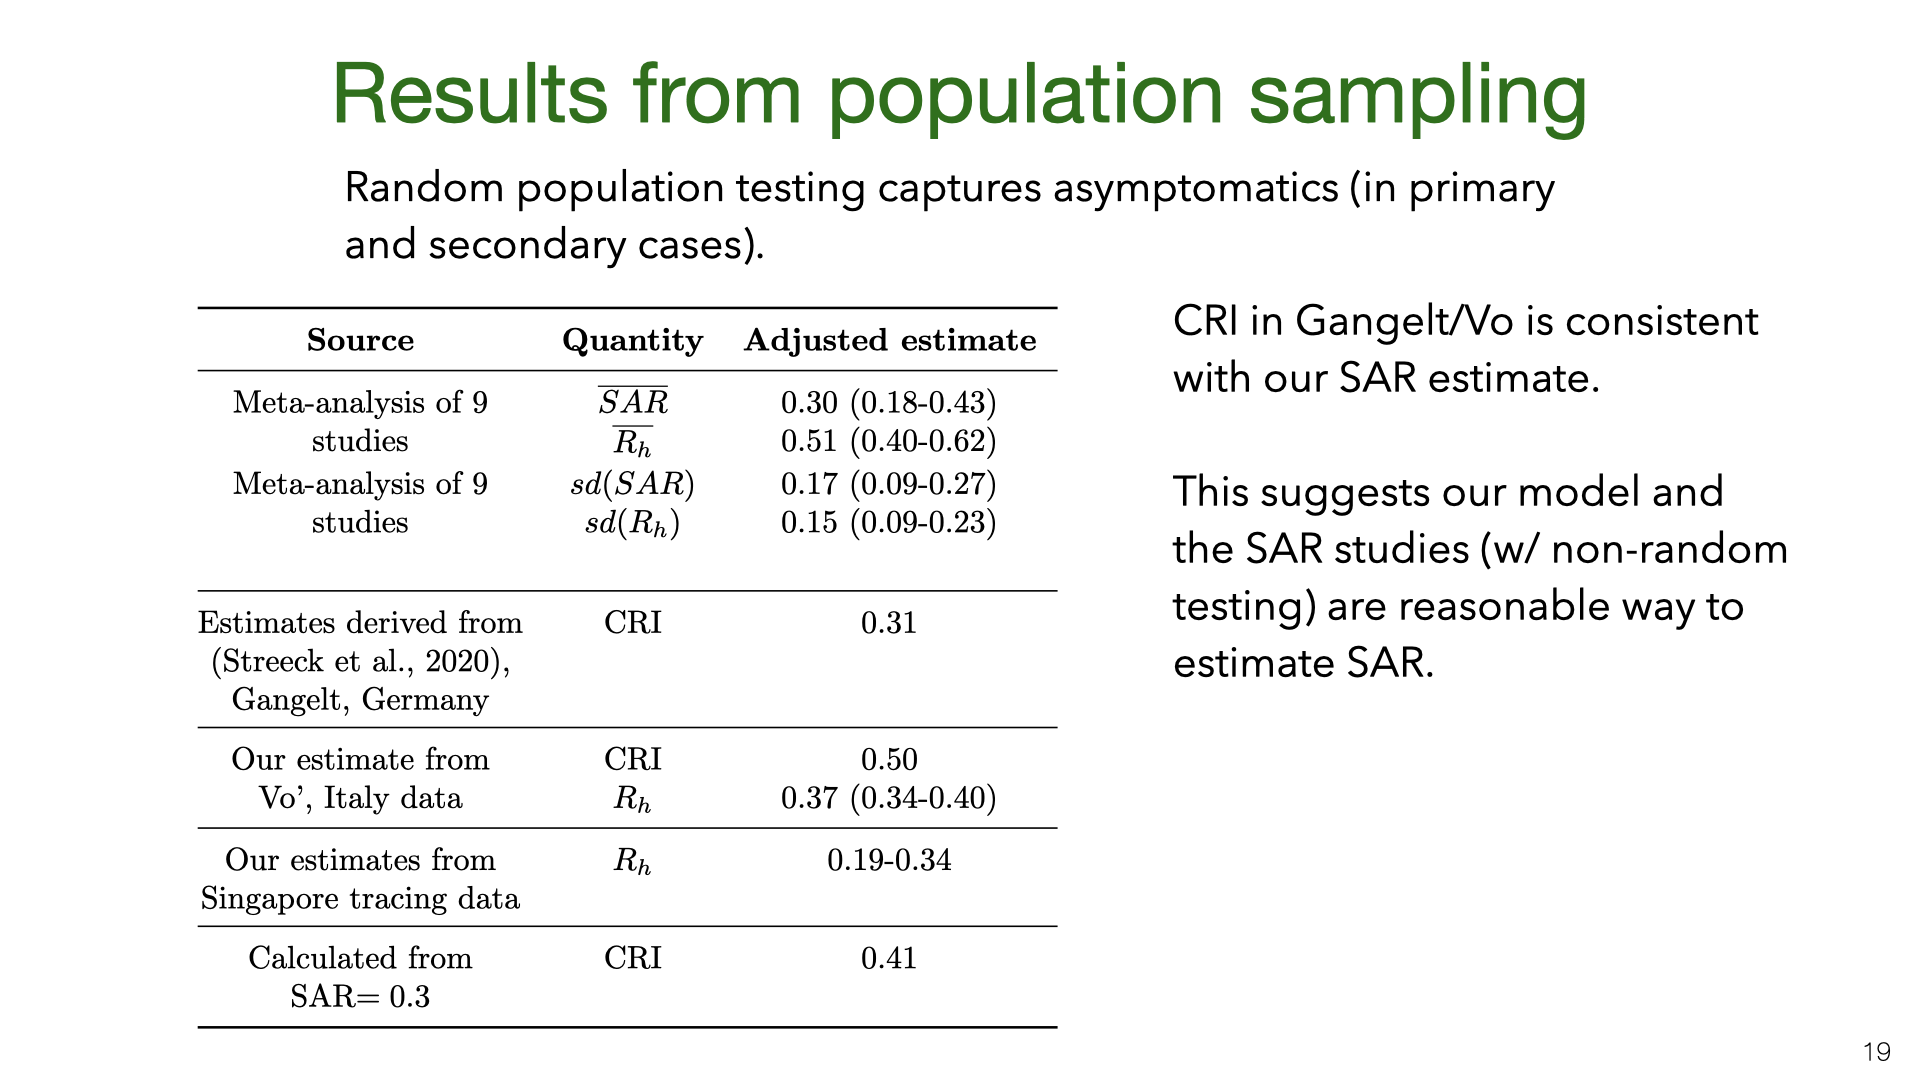 Results from population sampling
Random population testing captures asymptomatics (in primary
and secondary cases).
Source Quantity Adjusted estimate
Meta-analysis of 9 studies
$\overline{SAR}$ 0.30 (0.18-0.43)
$\overline{R_h}$ 0.51 (0.40-0.62)
Meta-analysis of 9 studies
sd(SAR) 0.17 (0.09-0.27)
sd(R_h) 0.15 (0.09-0.23)
Estimates derived from CRI 0.31
(Streeck et al., 2020),
Gangelt, Germany
Our estimate from CRI 0.50
Vo’, Italy data R_h 0.37 (0.34-0.40)
Our estimates from R_h 0.19-0.34
Singapore tracing data
Calculated from CRI 0.41
SAR= 0.3
CRI in Gangelt/Vo is consistent
with our SAR estimate.
This suggests our model and
the SAR studies (w/ non-random
testing) are reasonable way to
estimate SAR.
19